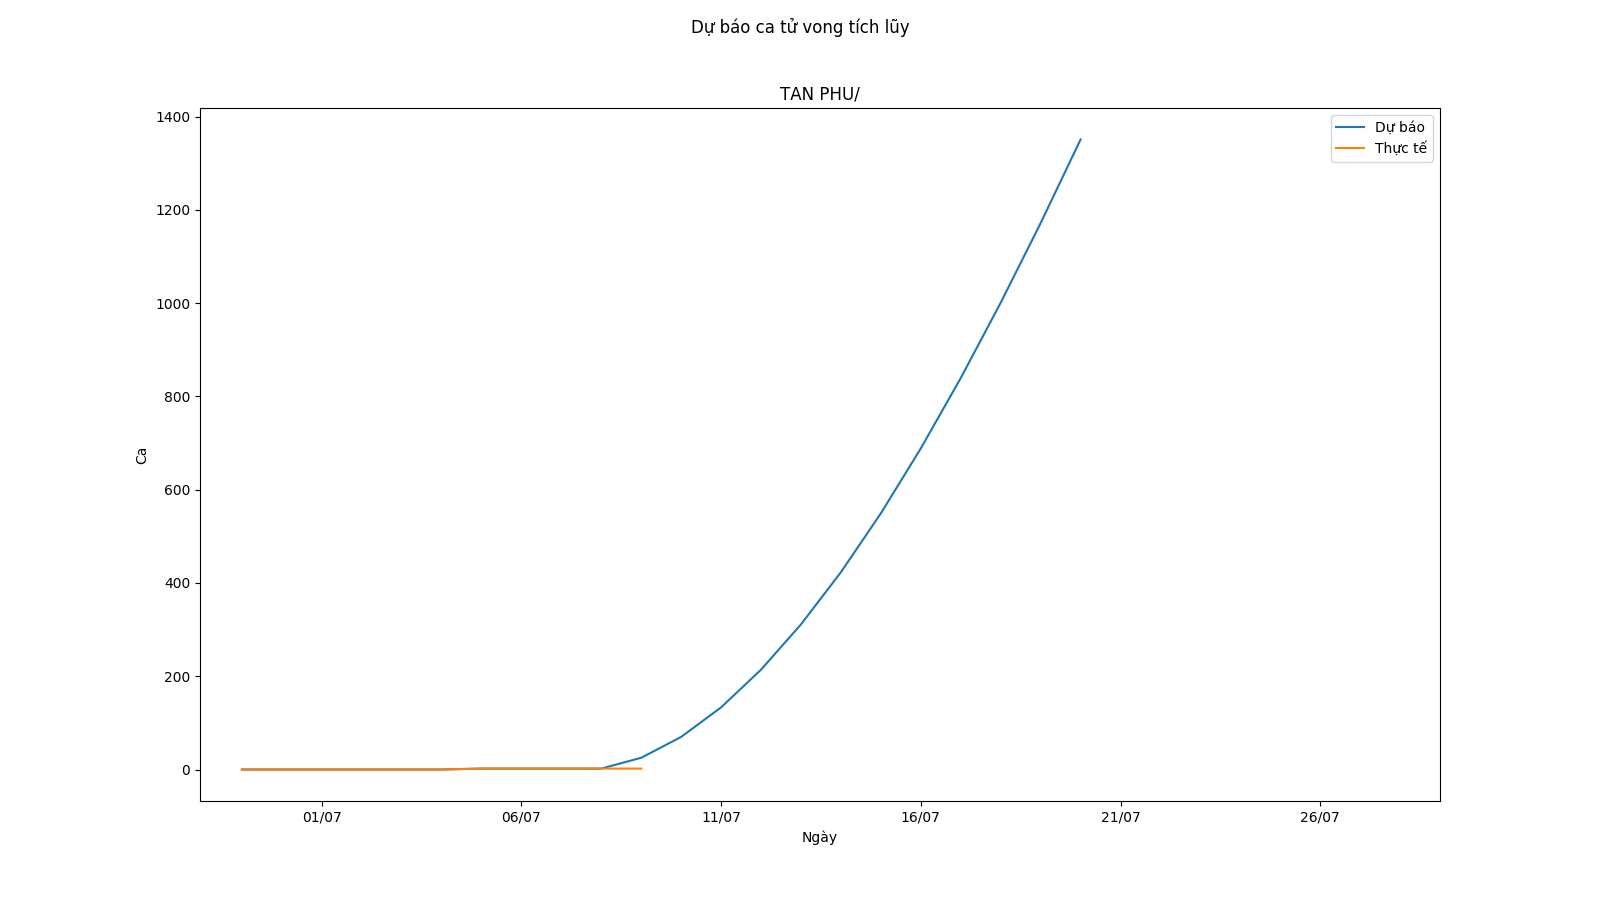 Dự báo ca tử vong tích lũy
TAN PHU/
Dự báo
Thực tế
1400
1200
1000
800
600
400
200
0
Ca
01/07
06/07
11/07
16/07
21/07
26/07
Ngày